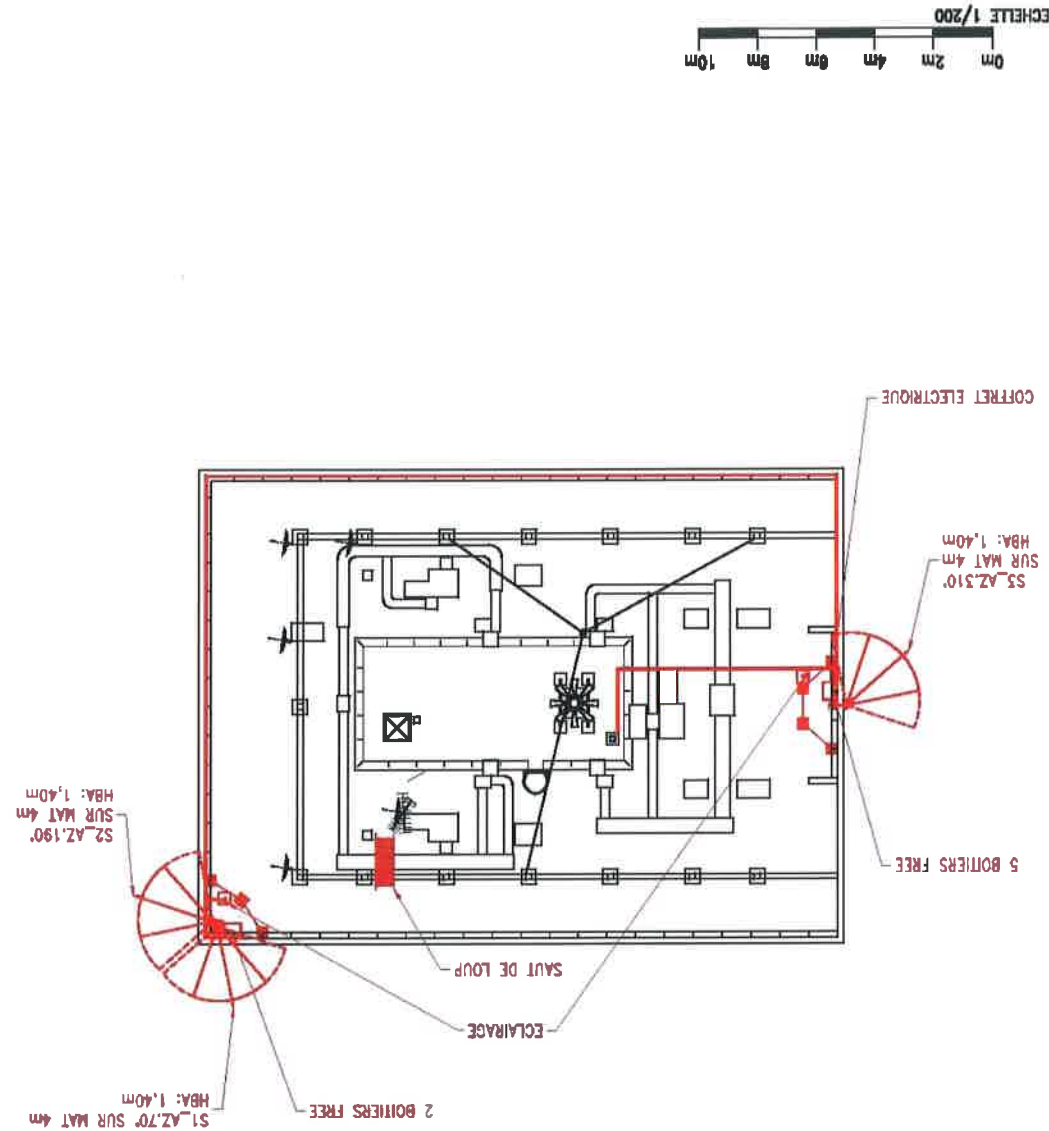 S1_AZ.70° SUR MAT 4m
HBA: 1,40m
2 BOITIERS FREE
ECLAIRAGE
SAUT DE LOUP
S2_AZ.190°
SUR MAT 4m
HBA: 1,40m
5 BOITIERS FREE
S3_AZ.310°
SUR MAT 4m
HBA: 1,40m
COFFRET ELECTRIQUE
0m 2m 4m 6m 8m 10m
ECHELLE 1/200